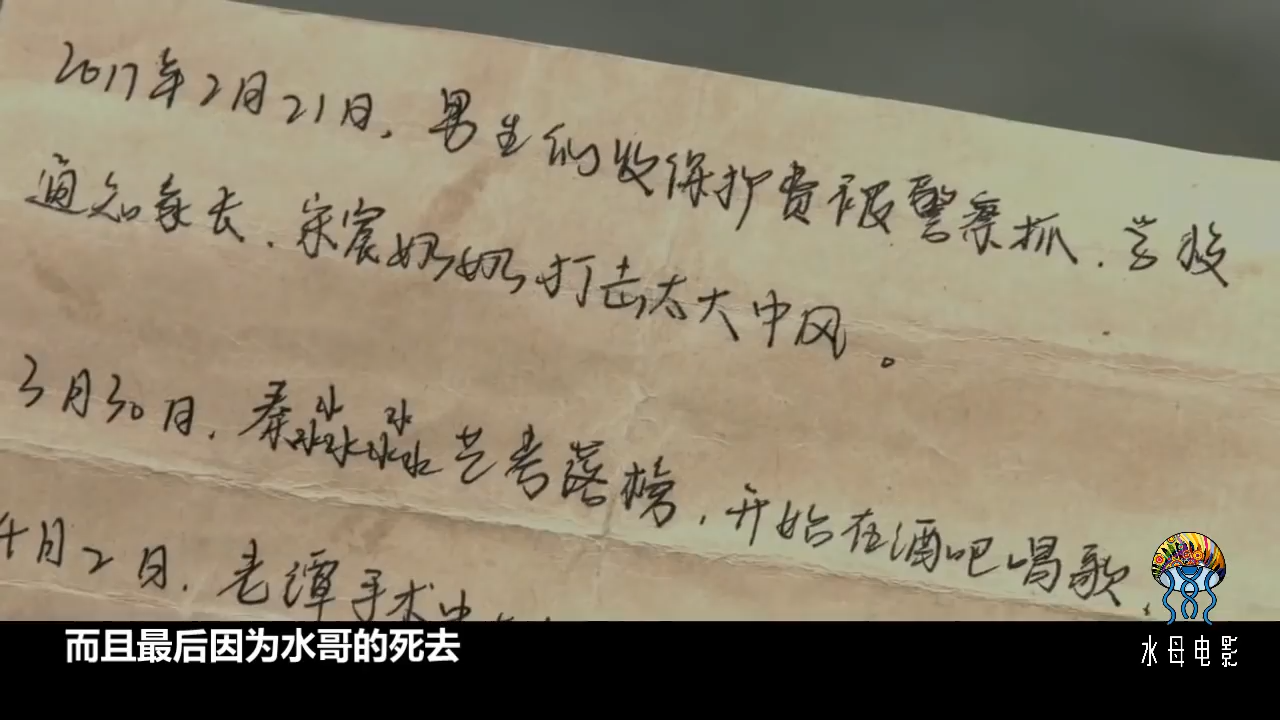 2017年2月21日，男生们收保护费被警察抓．学校
通知家长．宋宸奶奶打击太大中风。
3月30日，秦淼淼艺考落榜，开始在酒吧唱歌，
4月2日．老谭手术中
而且最后因为水哥的死去
水母电影